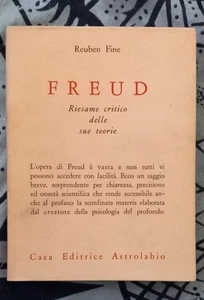 Reuben Fine
FREUD
Riesame critico
delle
sue teorie
L'opera di Freud è vasta e non tutti vi
possono accedere con facilità. Ecco un saggio
breve, sorprendente per chiarezza, precisione
ed onestà scientifica che rende accessibile an-
che al profano la sconfinata materia elaborata
dal creatore della psicologia del profondo.
Casa Editrice Astrolabio